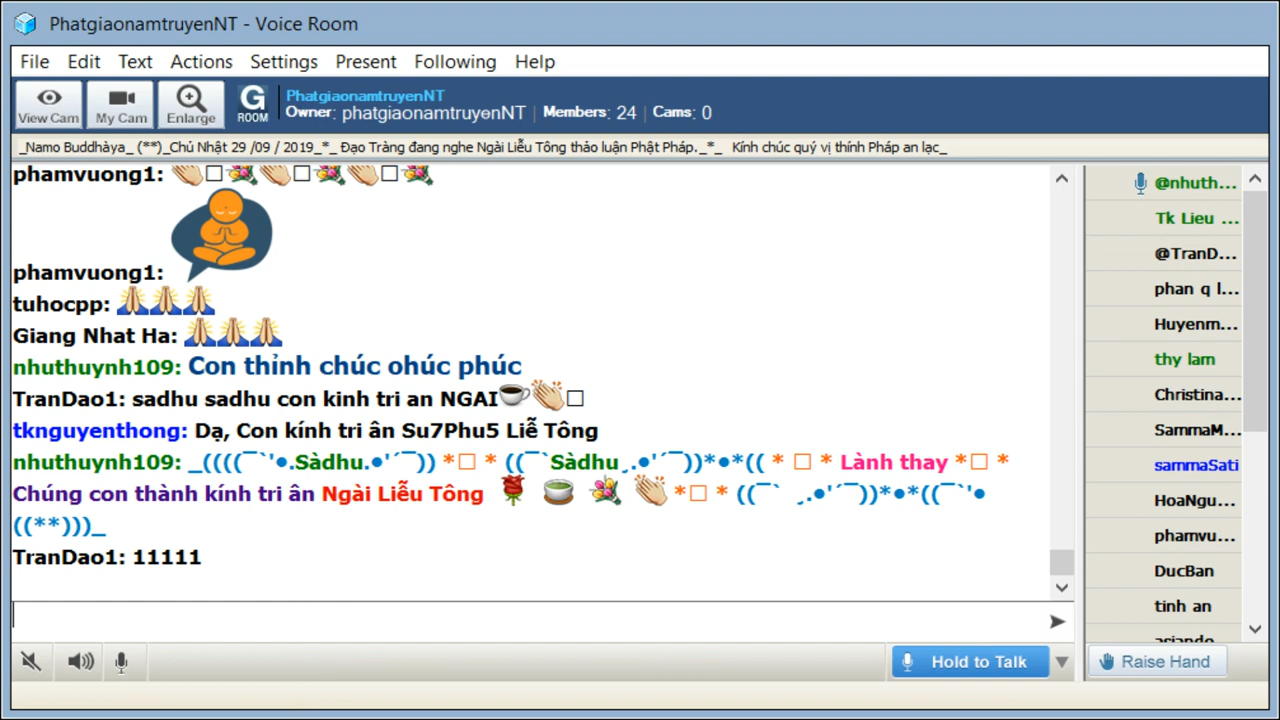 PhatgiaonamtruyenNT - Voice Room
File Edit Text Actions Settings Present Following Help
View Cam My Cam Enlarge G ROOM
PhatgiaonamtruyenNT
Owner: phatgiaonamtruyenNT | Members: 24 | Cams: 0
_Namo Buddhàya_ (**)_Chủ Nhật 29 /09 / 2019_*_ Đạo Tràng đang nghe Ngài Liễu Tông thảo luận Phật Pháp._*_ Kính chúc quý vị thính Pháp an lạc_
phamvuong1: 👏☐💐👏☐💐👏☐💐
phamvuong1:
tuhocpp: 🙏🙏🙏
Giang Nhat Ha: 🙏🙏🙏
nhuthuynh109: Con thỉnh chúc ohúc phúc
TranDao1: sadhu sadhu con kinh tri an NGAI☕👏☐
tknguyenthong: Dạ, Con kính tri ân Su7Phu5 Liễ Tông
nhuthuynh109: _((((¯`'●.Sàdhu.●'´¯)) *☐ * ((¯`Sàdhu¸.●'´¯))*●*(( * ☐ * Lành thay *☐ *
Chúng con thành kính tri ân Ngài Liễu Tông 🌹 🍵 💐 👏 *☐ * ((¯` ¸.●'´¯))*●*((¯`'●
((**)))_
TranDao1: 11111
@nhuth...
Tk Lieu ...
@TranD...
phan q l...
Huyenm...
thy lam
Christina...
SammaM...
sammaSati
HoaNgu...
phamvu...
DucBan
tinh an
Hold to Talk
Raise Hand